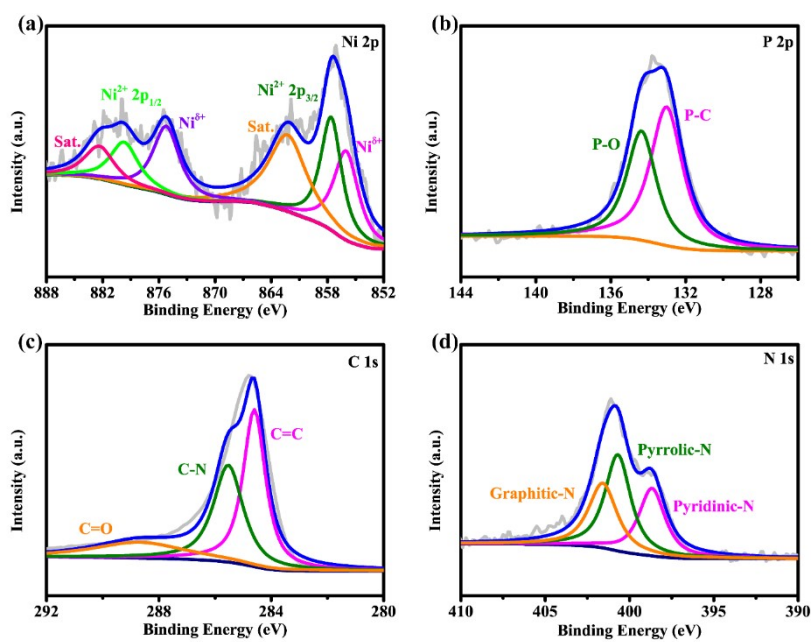 (a)
Ni 2p
Ni²⁺ 2p₁/₂
Ni^δ⁺
Sat.
Ni²⁺ 2p₃/₂
Sat.
Ni^δ⁺
Intensity (a.u.)
888 882 876 870 864 858 852
Binding Energy (eV)
(b)
P 2p
P-C
P-O
Intensity (a.u.)
144 140 136 132 128
Binding Energy (eV)
(c)
C 1s
C=C
C-N
C=O
Intensity (a.u.)
292 288 284 280
Binding Energy (eV)
(d)
N 1s
Pyrrolic-N
Graphitic-N
Pyridinic-N
Intensity (a.u.)
410 405 400 395 390
Binding Energy (eV)